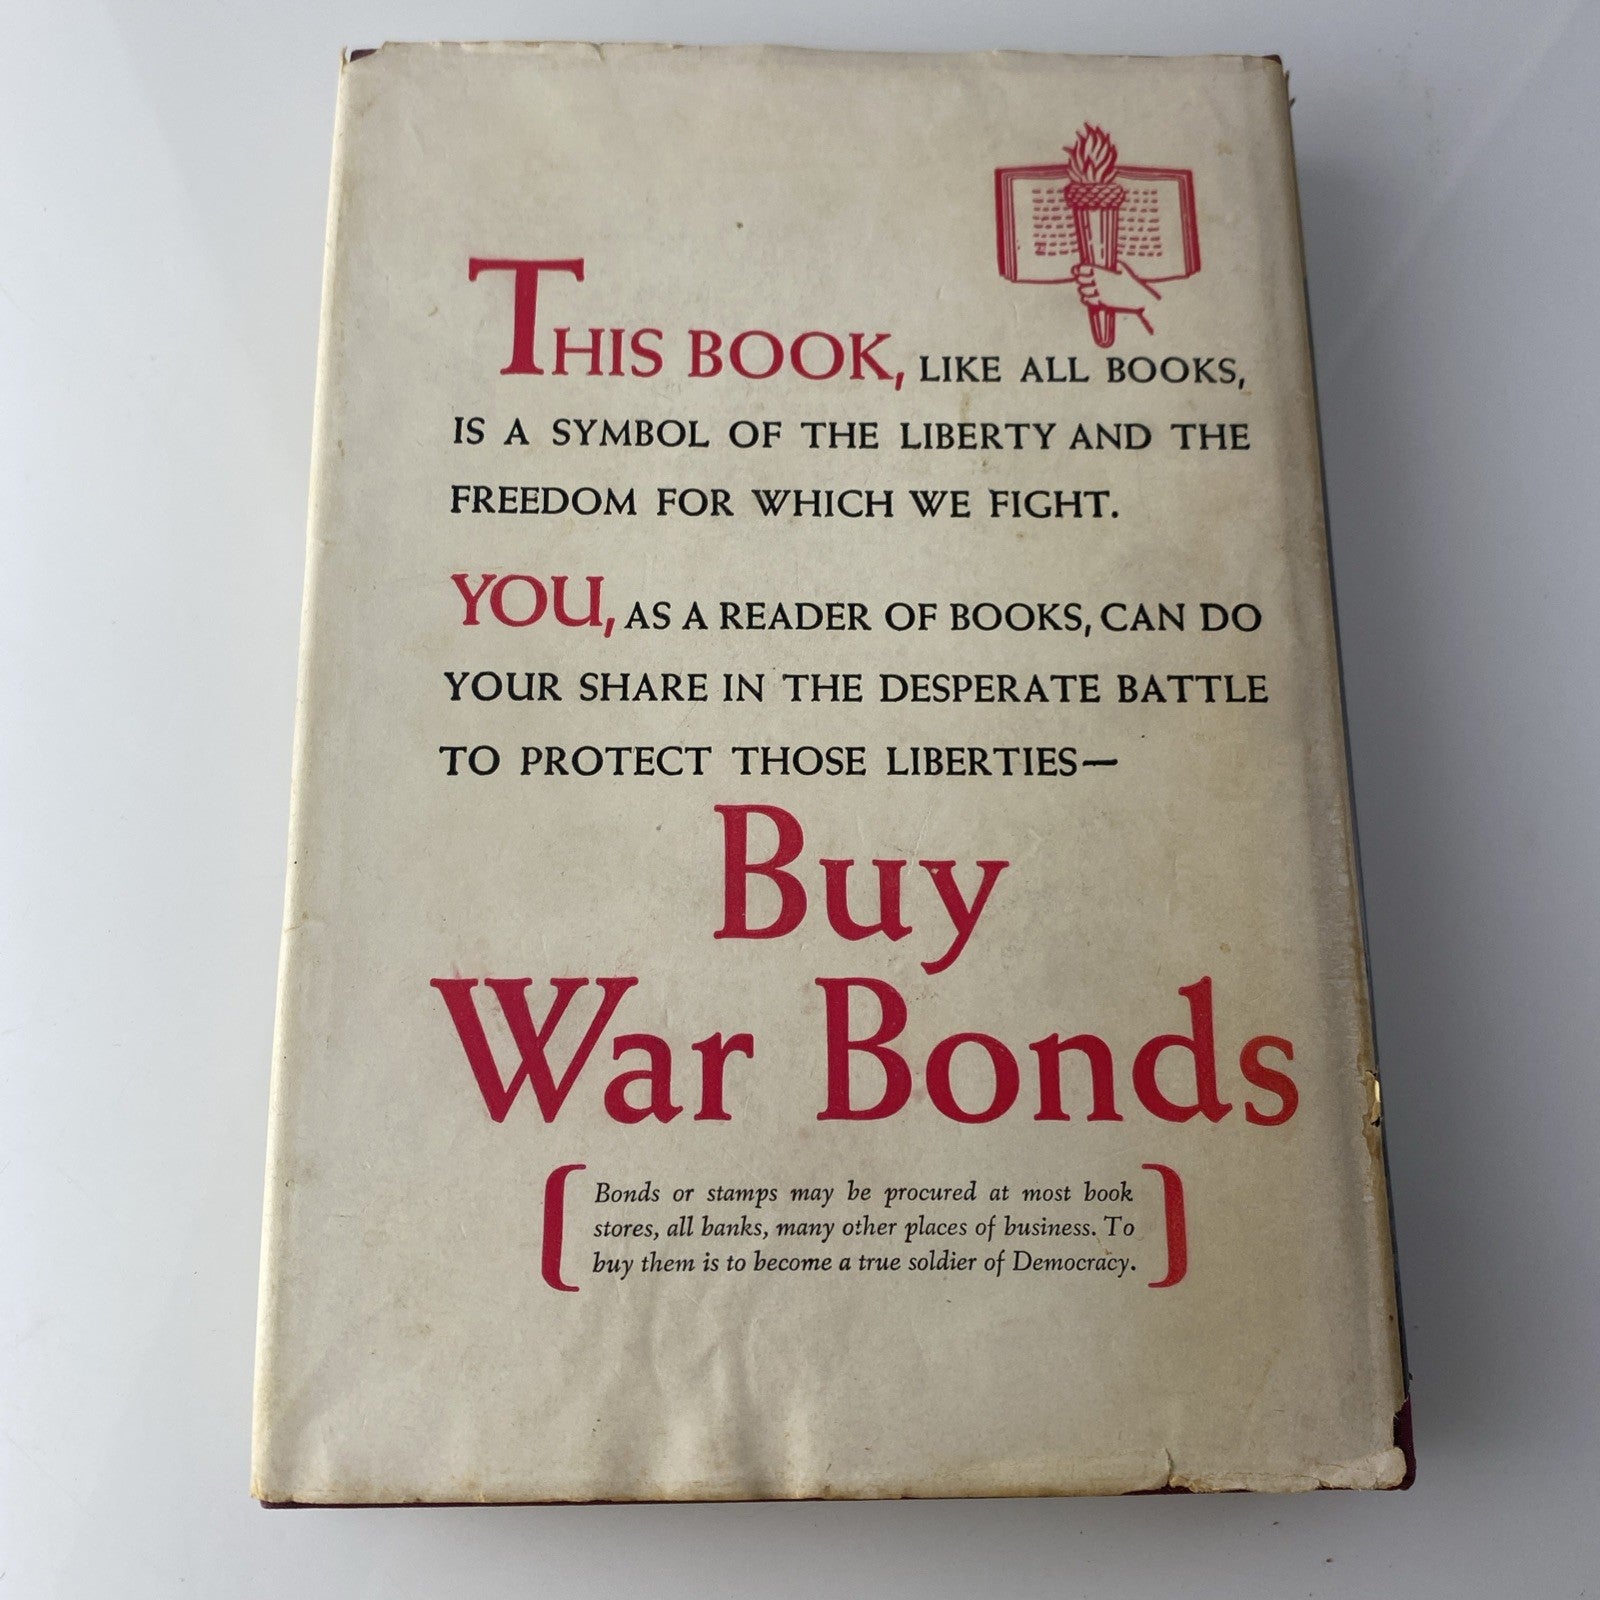 THIS BOOK, LIKE ALL BOOKS,
IS A SYMBOL OF THE LIBERTY AND THE
FREEDOM FOR WHICH WE FIGHT.
YOU, AS A READER OF BOOKS, CAN DO
YOUR SHARE IN THE DESPERATE BATTLE
TO PROTECT THOSE LIBERTIES—
Buy
War Bonds
Bonds or stamps may be procured at most book
stores, all banks, many other places of business. To
buy them is to become a true soldier of Democracy.